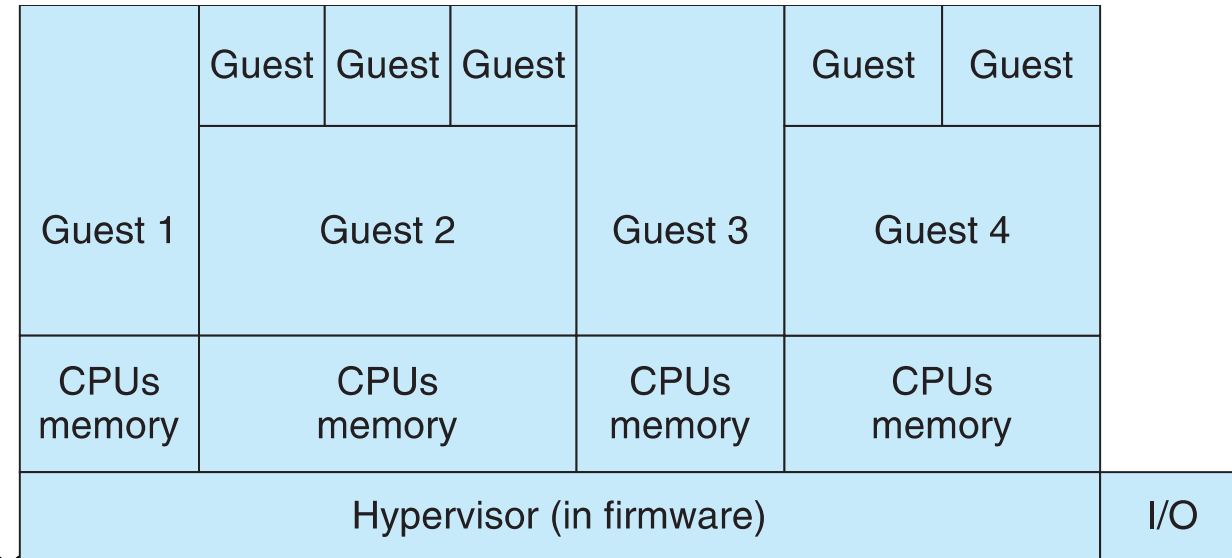 Guest Guest Guest Guest Guest
Guest 1 Guest 2 Guest 3 Guest 4
CPUs CPUs CPUs CPUs
memory memory memory memory
Hypervisor (in firmware) I/O